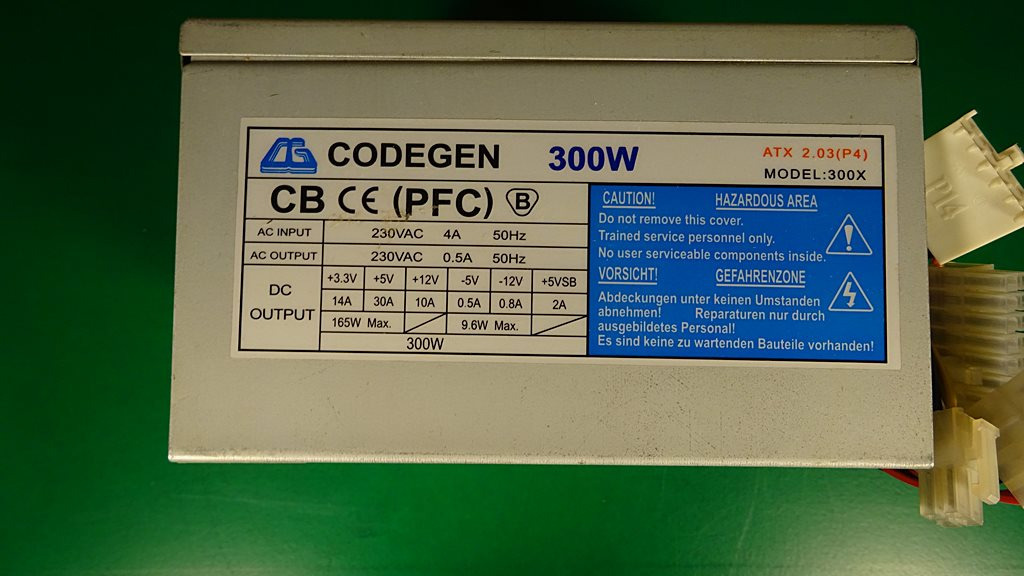 CG CODEGEN 300W
ATX 2.03(P4)
MODEL:300X
CB CE (PFC) B
AC INPUT 230VAC 4A 50Hz
AC OUTPUT 230VAC 0.5A 50Hz
DC OUTPUT
+3.3V +5V +12V -5V -12V +5VSB
14A 30A 10A 0.5A 0.8A 2A
165W Max. 9.6W Max.
300W
CAUTION! HAZARDOUS AREA
Do not remove this cover.
Trained service personnel only.
No user serviceable components inside.
VORSICHT! GEFAHRENZONE
Abdeckungen unter keinen Umstanden
abnehmen! Reparaturen nur durch
ausgebildetes Personal!
Es sind keine zu wartenden Bauteile vorhanden!